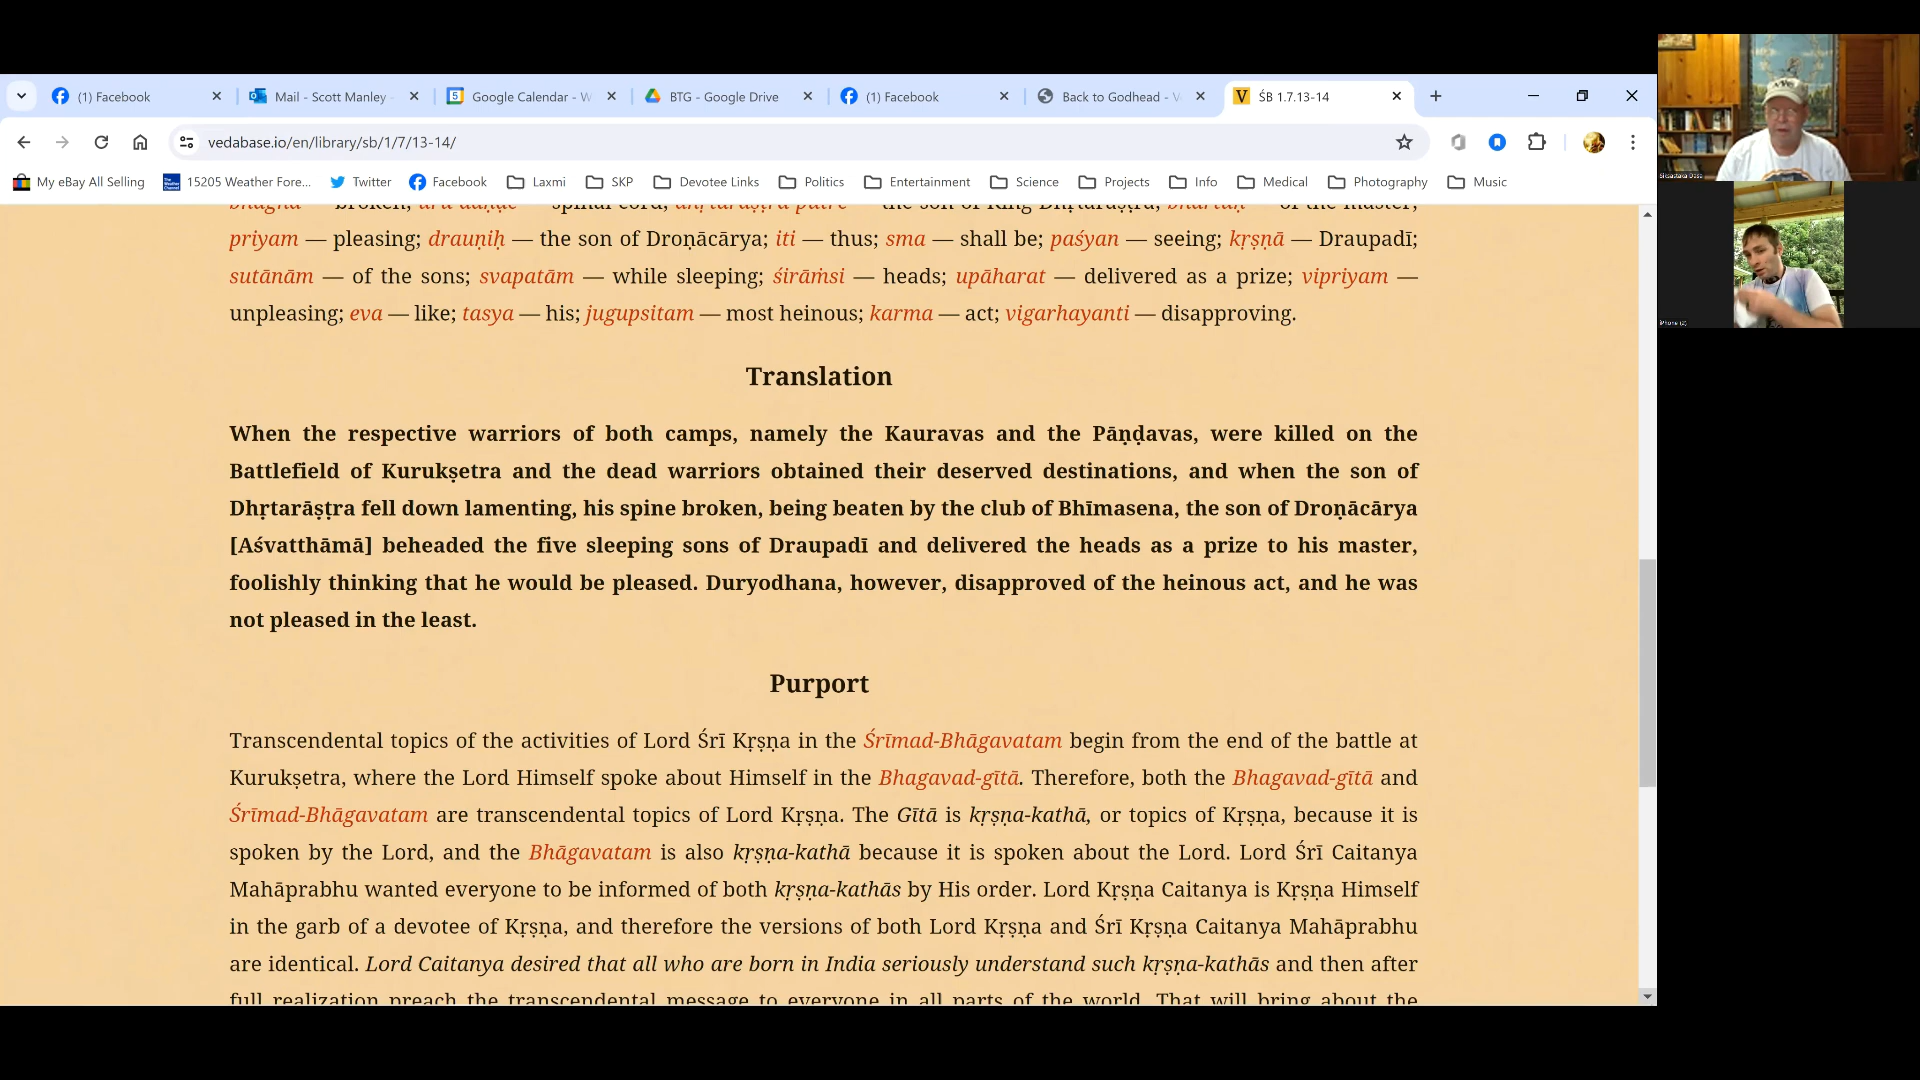 (1) Facebook
Mail - Scott Manley -
Google Calendar - W
BTG - Google Drive
(1) Facebook
Back to Godhead - V
ŚB 1.7.13-14
vedabase.io/en/library/sb/1/7/13-14/
My eBay All Selling
15205 Weather Fore...
Twitter
Facebook
Laxmi
SKP
Devotee Links
Politics
Entertainment
Science
Projects
Info
Medical
Photography
Music
bhagna — broken; ūru-daṇḍe — spinal cord; dhṛtarāṣṭra-putre — the son of King Dhṛtarāṣṭra; bhartuḥ — of the master;
priyam — pleasing; drauṇiḥ — the son of Droṇācārya; iti — thus; sma — shall be; paśyan — seeing; kṛṣṇā — Draupadī;
sutānām — of the sons; svapatām — while sleeping; śirāṁsi — heads; upāharat — delivered as a prize; vipriyam —
unpleasing; eva — like; tasya — his; jugupsitam — most heinous; karma — act; vigarhayanti — disapproving.
Translation
When the respective warriors of both camps, namely the Kauravas and the Pāṇḍavas, were killed on the
Battlefield of Kurukṣetra and the dead warriors obtained their deserved destinations, and when the son of
Dhṛtarāṣṭra fell down lamenting, his spine broken, being beaten by the club of Bhīmasena, the son of Droṇācārya
[Aśvatthāmā] beheaded the five sleeping sons of Draupadī and delivered the heads as a prize to his master,
foolishly thinking that he would be pleased. Duryodhana, however, disapproved of the heinous act, and he was
not pleased in the least.
Purport
Transcendental topics of the activities of Lord Śrī Kṛṣṇa in the Śrīmad-Bhāgavatam begin from the end of the battle at
Kurukṣetra, where the Lord Himself spoke about Himself in the Bhagavad-gītā. Therefore, both the Bhagavad-gītā and
Śrīmad-Bhāgavatam are transcendental topics of Lord Kṛṣṇa. The Gītā is kṛṣṇa-kathā, or topics of Kṛṣṇa, because it is
spoken by the Lord, and the Bhāgavatam is also kṛṣṇa-kathā because it is spoken about the Lord. Lord Śrī Caitanya
Mahāprabhu wanted everyone to be informed of both kṛṣṇa-kathās by His order. Lord Kṛṣṇa Caitanya is Kṛṣṇa Himself
in the garb of a devotee of Kṛṣṇa, and therefore the versions of both Lord Kṛṣṇa and Śrī Kṛṣṇa Caitanya Mahāprabhu
are identical. Lord Caitanya desired that all who are born in India seriously understand such kṛṣṇa-kathās and then after
full realization preach the transcendental message to everyone in all parts of the world. That will bring about the
iPhone (2)